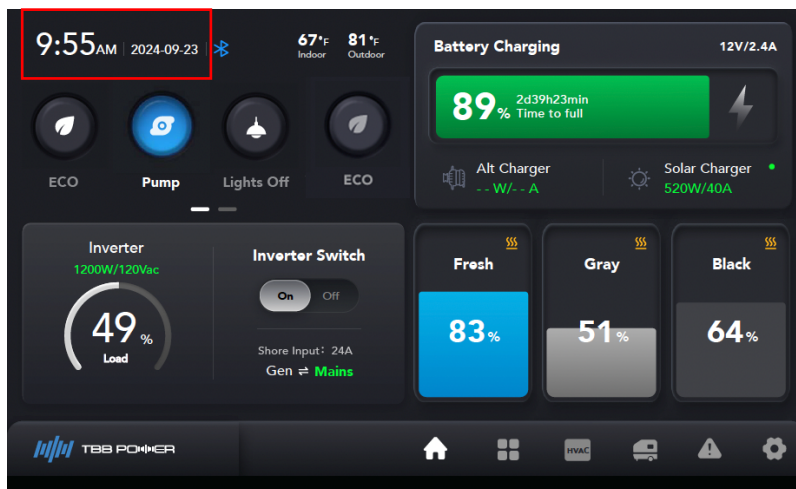 9:55AM 2024-09-23
67°F 81°F
Indoor Outdoor
ECO
Pump
Lights Off
ECO
Battery Charging 12V/2.4A
89% 2d39h23min
Time to full
Alt Charger
- - W/- - A
Solar Charger
520W/40A
Inverter
1200W/120Vac
49%
Load
Inverter Switch
On Off
Shore Input: 24A
Gen ⇌ Mains
Fresh
83%
Gray
51%
Black
64%
TBB POWER
HVAC